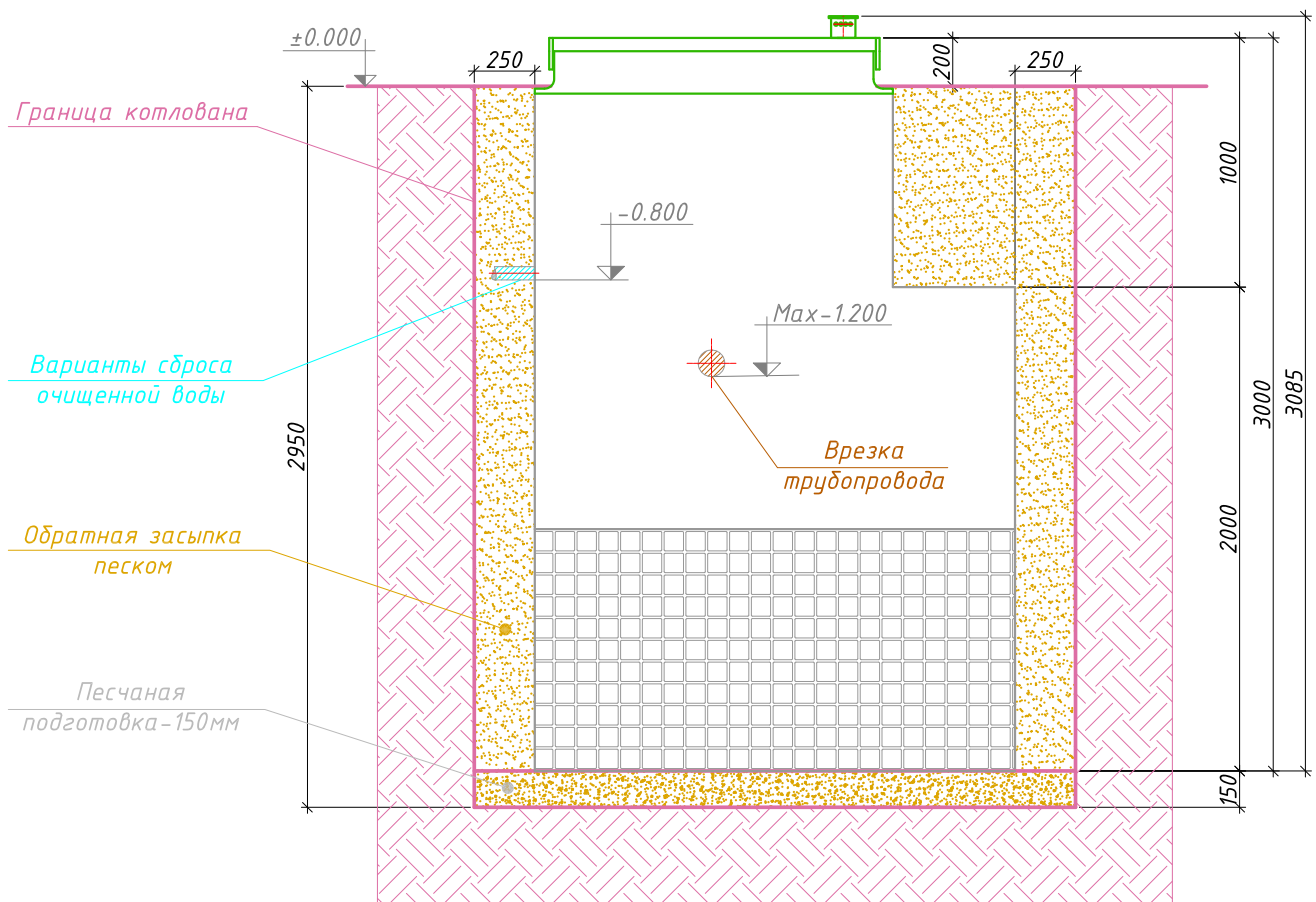 ±0.000
250
200
250
Граница котлована
1000
-0.800
Max-1.200
Варианты сброса
очищенной воды
3000
3085
2950
Врезка
трубопровода
Обратная засыпка
песком
2000
Песчаная
подготовка-150мм
150